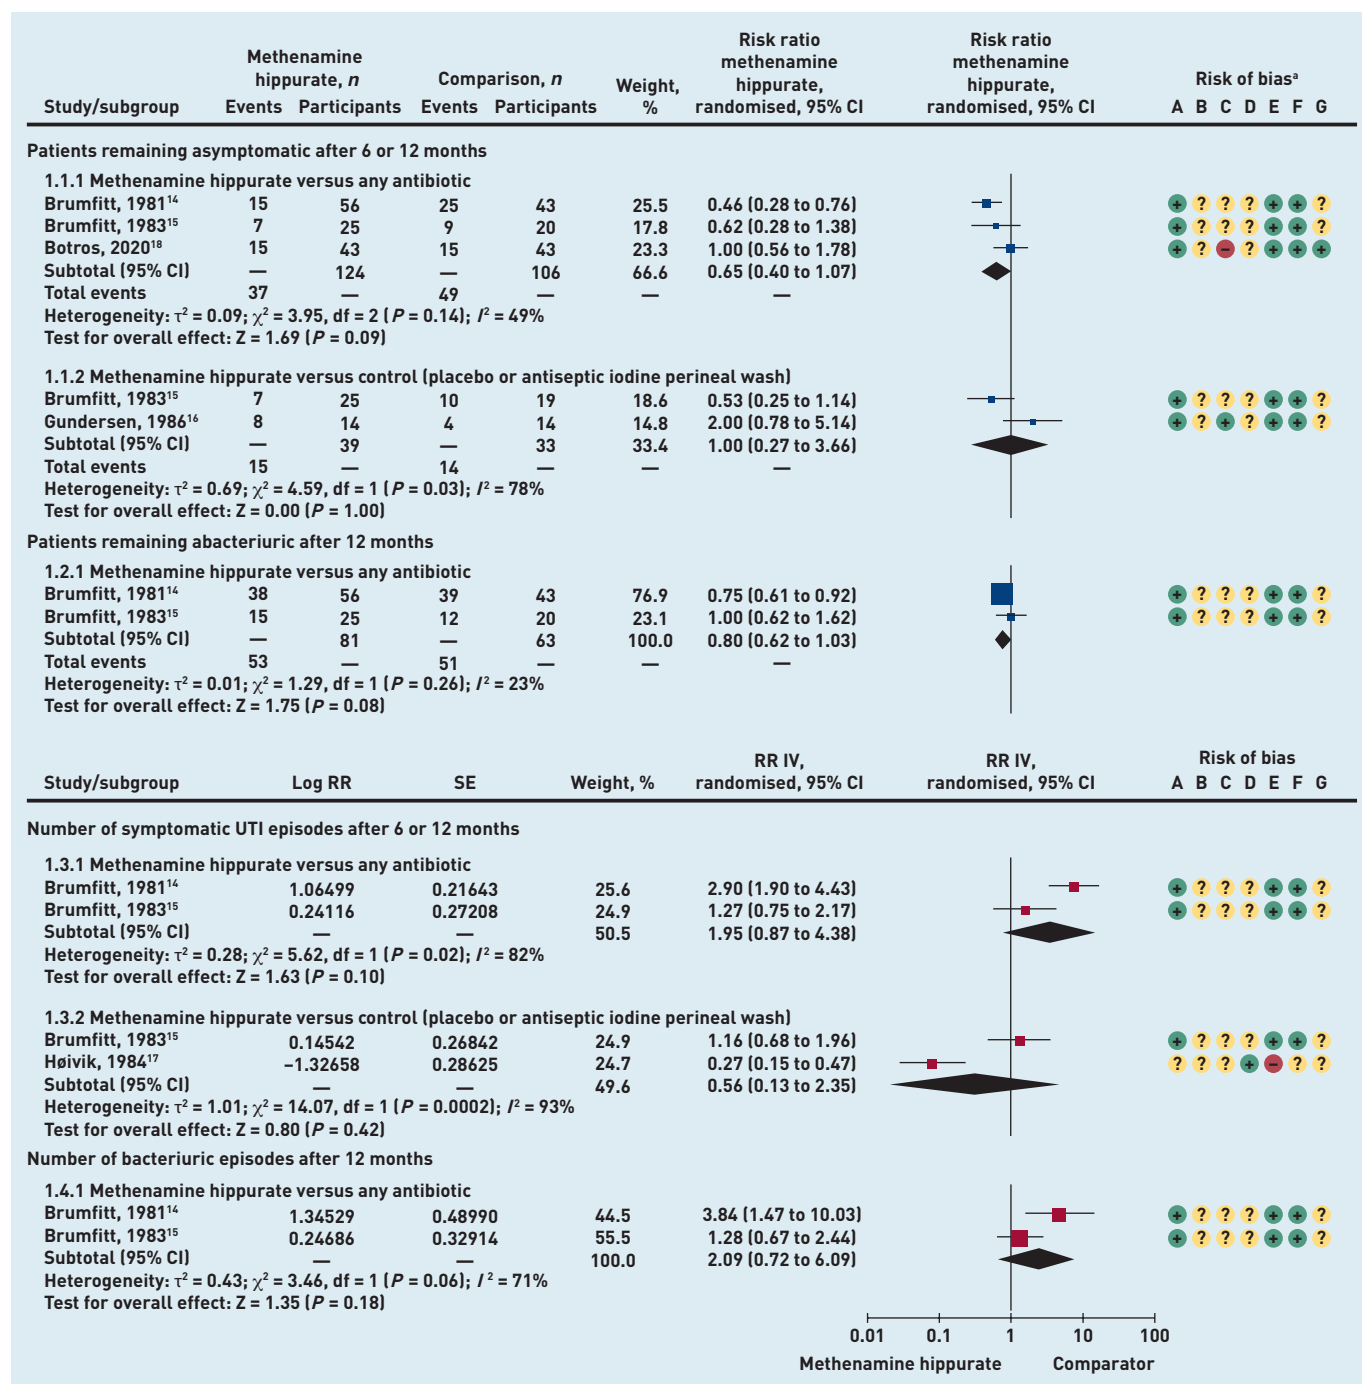 Study/subgroup
Methenamine hippurate, n
Events Participants
Comparison, n
Events Participants
Weight, %
Risk ratio methenamine hippurate, randomised, 95% CI
Risk ratio methenamine hippurate, randomised, 95% CI
Risk of biasᵃ
A B C D E F G
Patients remaining asymptomatic after 6 or 12 months
1.1.1 Methenamine hippurate versus any antibiotic
Brumfitt, 1981¹⁴ 15 56 25 43 25.5 0.46 (0.28 to 0.76) + ? ? ? + + ?
Brumfitt, 1983¹⁵ 7 25 9 20 17.8 0.62 (0.28 to 1.38) + ? ? ? + + ?
Botros, 2020¹⁸ 15 43 15 43 23.3 1.00 (0.56 to 1.78) + ? – ? + + +
Subtotal (95% CI) — 124 — 106 66.6 0.65 (0.40 to 1.07)
Total events 37 — 49 — — —
Heterogeneity: τ² = 0.09; χ² = 3.95, df = 2 (P = 0.14); I² = 49%
Test for overall effect: Z = 1.69 (P = 0.09)
1.1.2 Methenamine hippurate versus control (placebo or antiseptic iodine perineal wash)
Brumfitt, 1983¹⁵ 7 25 10 19 18.6 0.53 (0.25 to 1.14) + ? ? ? + + ?
Gundersen, 1986¹⁶ 8 14 4 14 14.8 2.00 (0.78 to 5.14) + ? + ? + + ?
Subtotal (95% CI) — 39 — 33 33.4 1.00 (0.27 to 3.66)
Total events 15 — 14 — — —
Heterogeneity: τ² = 0.69; χ² = 4.59, df = 1 (P = 0.03); I² = 78%
Test for overall effect: Z = 0.00 (P = 1.00)
Patients remaining abacteriuric after 12 months
1.2.1 Methenamine hippurate versus any antibiotic
Brumfitt, 1981¹⁴ 38 56 39 43 76.9 0.75 (0.61 to 0.92) + ? ? ? + + ?
Brumfitt, 1983¹⁵ 15 25 12 20 23.1 1.00 (0.62 to 1.62) + ? ? ? + + ?
Subtotal (95% CI) — 81 — 63 100.0 0.80 (0.62 to 1.03)
Total events 53 — 51 — — —
Heterogeneity: τ² = 0.01; χ² = 1.29, df = 1 (P = 0.26); I² = 23%
Test for overall effect: Z = 1.75 (P = 0.08)
Study/subgroup
Log RR
SE
Weight, %
RR IV, randomised, 95% CI
RR IV, randomised, 95% CI
Risk of bias
A B C D E F G
Number of symptomatic UTI episodes after 6 or 12 months
1.3.1 Methenamine hippurate versus any antibiotic
Brumfitt, 1981¹⁴ 1.06499 0.21643 25.6 2.90 (1.90 to 4.43) + ? ? ? + + ?
Brumfitt, 1983¹⁵ 0.24116 0.27208 24.9 1.27 (0.75 to 2.17) + ? ? ? + + ?
Subtotal (95% CI) — — 50.5 1.95 (0.87 to 4.38)
Heterogeneity: τ² = 0.28; χ² = 5.62, df = 1 (P = 0.02); I² = 82%
Test for overall effect: Z = 1.63 (P = 0.10)
1.3.2 Methenamine hippurate versus control (placebo or antiseptic iodine perineal wash)
Brumfitt, 1983¹⁵ 0.14542 0.26842 24.9 1.16 (0.68 to 1.96) + ? ? ? + + ?
Høivik, 1984¹⁷ –1.32658 0.28625 24.7 0.27 (0.15 to 0.47) ? ? ? + – ? ?
Subtotal (95% CI) — — 49.6 0.56 (0.13 to 2.35)
Heterogeneity: τ² = 1.01; χ² = 14.07, df = 1 (P = 0.0002); I² = 93%
Test for overall effect: Z = 0.80 (P = 0.42)
Number of bacteriuric episodes after 12 months
1.4.1 Methenamine hippurate versus any antibiotic
Brumfitt, 1981¹⁴ 1.34529 0.48990 44.5 3.84 (1.47 to 10.03) + ? ? ? + + ?
Brumfitt, 1983¹⁵ 0.24686 0.32914 55.5 1.28 (0.67 to 2.44) + ? ? ? + + ?
Subtotal (95% CI) — — 100.0 2.09 (0.72 to 6.09)
Heterogeneity: τ² = 0.43; χ² = 3.46, df = 1 (P = 0.06); I² = 71%
Test for overall effect: Z = 1.35 (P = 0.18)
0.01 0.1 1 10 100
Methenamine hippurate Comparator